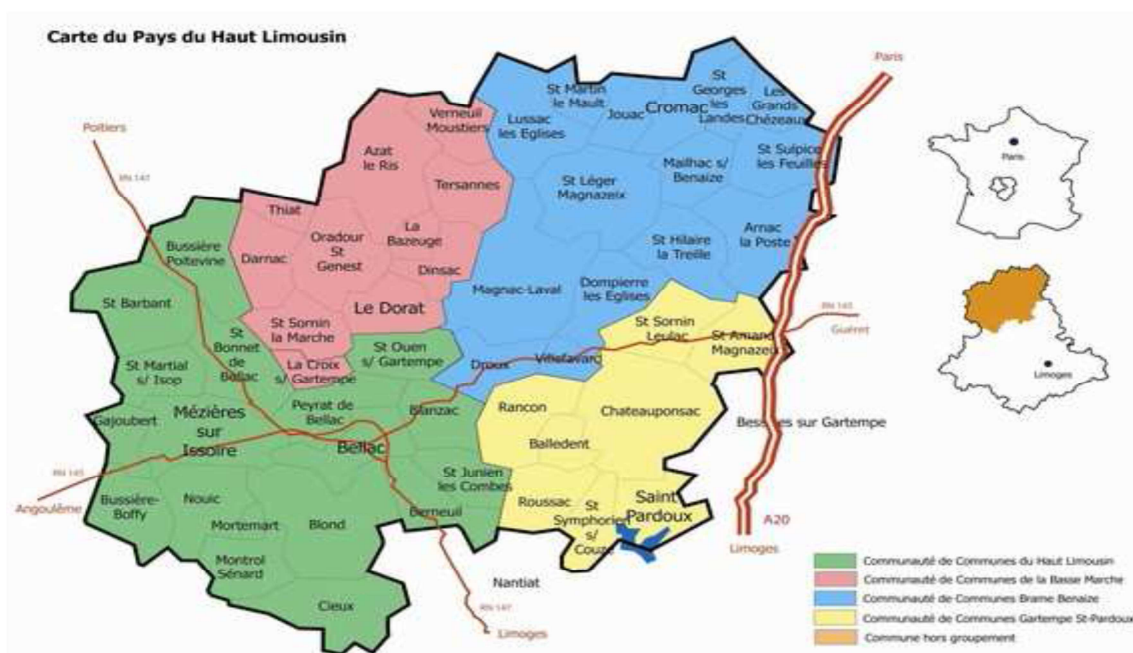 Carte du Pays du Haut Limousin
Paris
Poitiers
RN 147
St Martin
le Mault
Jouac
Cromac
St
Georges
les
Landes
Les
Grands
Chézeaux
Verneuil
Moustiers
Lussac
les Eglises
Azat
le Ris
Tersannes
Mailhac s/
Benaize
St Sulpice
les Feuilles
Paris
St Léger
Magnazeix
Thiat
Oradour
St
Genest
La
Bazeuge
Arnac
la Poste
Bussière
Poitevine
Darnac
Dinsac
St Hilaire
la Treille
St Barbant
Magnac-Laval
Dompierre
les Eglises
Le Dorat
St Sornin
la Marche
St Sornin
Leulac
St Amand
Magnazeix
RN 145
Guéret
St
Bonnet
de
Bellac
St Ouen
s/ Gartempe
St Martial
s/ Isop
La Croix
s/ Gartempe
Droux
Villefavard
Limoges
Gajoubert
Mézières
sur
Issoire
Peyrat de
Bellac
Blanzac
Rancon
Chateauponsac
Bessines sur Gartempe
Bellac
Balledent
RN 145
Angoulême
Bussière-
Boffy
Nouic
St Junien
les Combes
Roussac
St
Symphorien
s/
Couze
Saint
Pardoux
Mortemart
Blond
Berneuil
A20
Limoges
Montrol
Sénard
Nantiat
Cieux
RN 147
Limoges
Communauté de Communes du Haut Limousin
Communauté de Communes de la Basse Marche
Communauté de Communes Brame Benaize
Communauté de Communes Gartempe St-Pardoux
Commune hors groupement